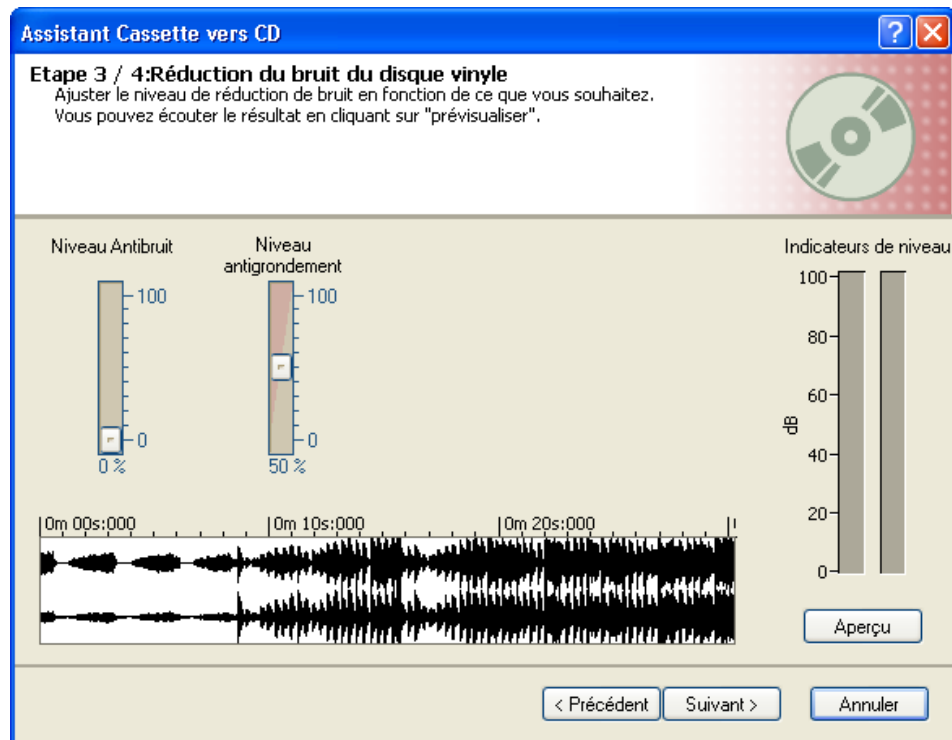 Assistant Cassette vers CD
Etape 3 / 4:Réduction du bruit du disque vinyle
Ajuster le niveau de réduction de bruit en fonction de ce que vous souhaitez.
Vous pouvez écouter le résultat en cliquant sur "prévisualiser".
Niveau Antibruit
100
0
0 %
Niveau
antigrondement
100
0
50 %
Indicateurs de niveau
100
80
60
dB
40
20
0
0m 00s:000
0m 10s:000
0m 20s:000
Aperçu
< Précédent
Suivant >
Annuler